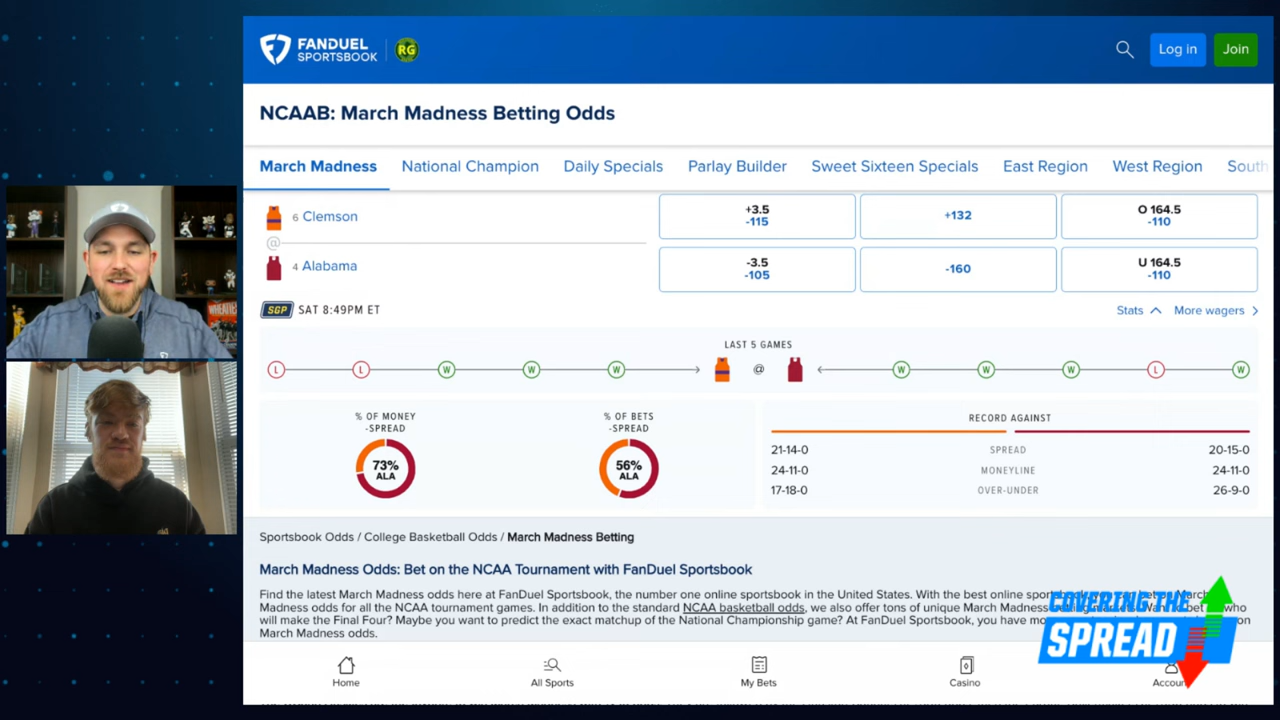 FANDUEL
SPORTSBOOK
RG
Log in
Join
NCAAB: March Madness Betting Odds
March Madness
National Champion
Daily Specials
Parlay Builder
Sweet Sixteen Specials
East Region
West Region
South
6 Clemson
+3.5
-115
+132
O 164.5
-110
@
4 Alabama
-3.5
-105
-160
U 164.5
-110
SGP SAT 8:49PM ET
Stats
More wagers
LAST 5 GAMES
L L W W W @ W W W L W
% OF MONEY
-SPREAD
73%
ALA
% OF BETS
-SPREAD
56%
ALA
RECORD AGAINST
21-14-0 SPREAD 20-15-0
24-11-0 MONEYLINE 24-11-0
17-18-0 OVER-UNDER 26-9-0
Sportsbook Odds / College Basketball Odds / March Madness Betting
March Madness Odds: Bet on the NCAA Tournament with FanDuel Sportsbook
Find the latest March Madness odds here at FanDuel Sportsbook, the number one online sportsbook in the United States. With the best online
Madness odds for all the NCAA tournament games. In addition to the standard NCAA basketball odds, we also offer tons of unique March Madness
will make the Final Four? Maybe you want to predict the exact matchup of the National Championship game? At FanDuel Sportsbook, you have
March Madness odds.
COVERING THE
SPREAD
Home
All Sports
My Bets
Casino
WHEATIES